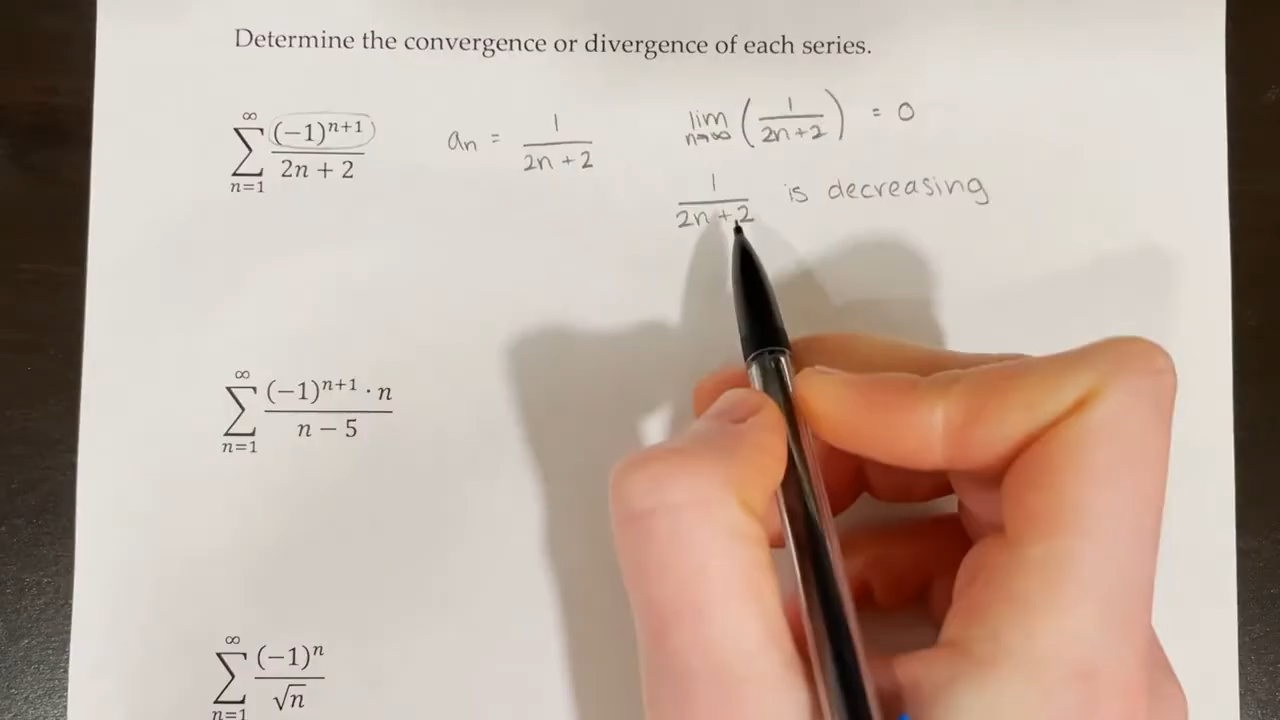 Determine the convergence or divergence of each series.
∞
∑ (−1)ⁿ⁺¹ / 2n + 2
n=1
aₙ = 1 / 2n + 2
lim n→∞ ( 1 / 2n + 2 ) = 0
1 / 2n + 2 is decreasing
∞
∑ (−1)ⁿ⁺¹ · n / n − 5
n=1
∞
∑ (−1)ⁿ / √n
n=1